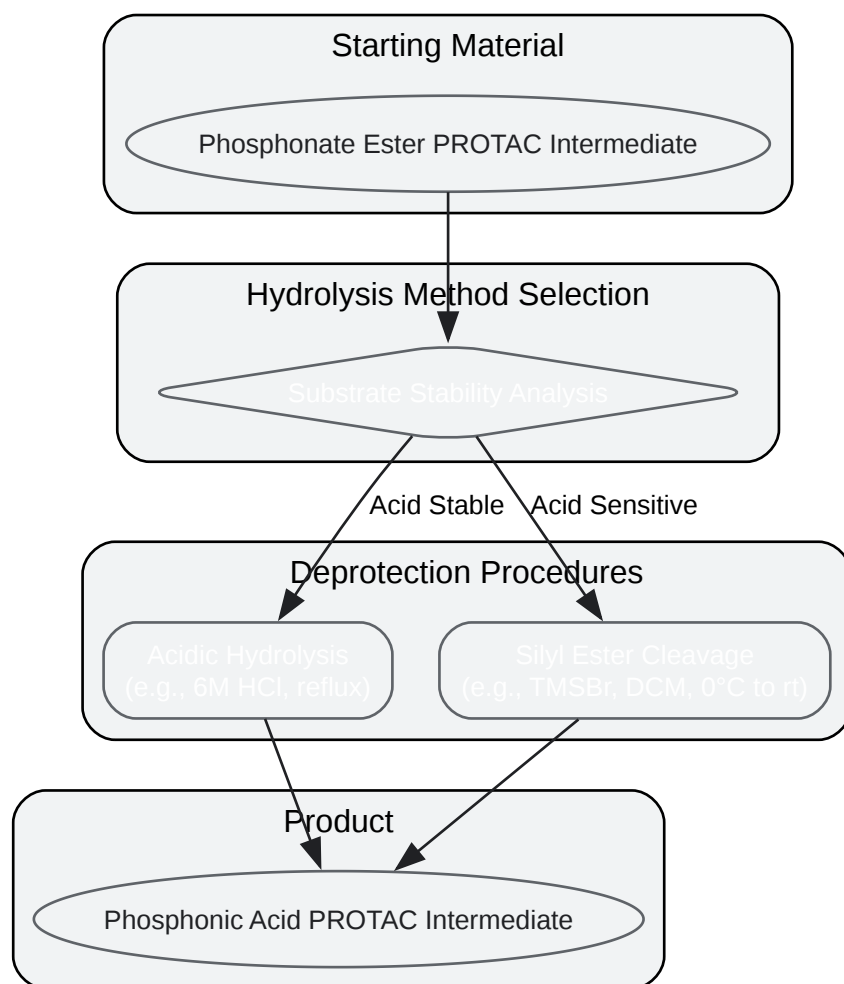 Starting Material
Phosphonate Ester PROTAC Intermediate
Hydrolysis Method Selection
Substrate Stability Analysis
Acid Stable
Acid Sensitive
Deprotection Procedures
Acidic Hydrolysis
(e.g., 6M HCl, reflux)
Silyl Ester Cleavage
(e.g., TMSBr, DCM, 0°C to rt)
Product
Phosphonic Acid PROTAC Intermediate